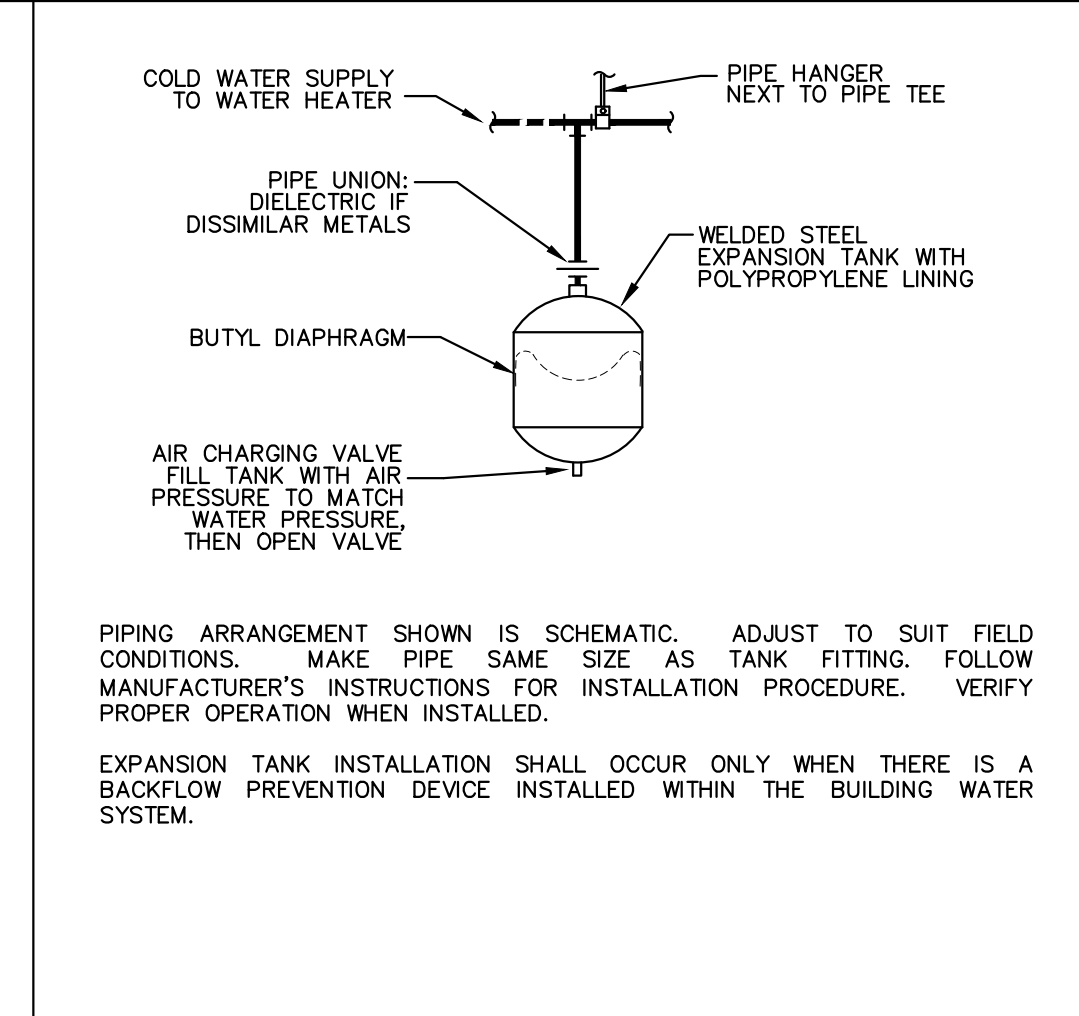 COLD WATER SUPPLY
TO WATER HEATER
PIPE HANGER
NEXT TO PIPE TEE
PIPE UNION:
DIELECTRIC IF
DISSIMILAR METALS
WELDED STEEL
EXPANSION TANK WITH
POLYPROPYLENE LINING
BUTYL DIAPHRAGM
AIR CHARGING VALVE
FILL TANK WITH AIR
PRESSURE TO MATCH
WATER PRESSURE,
THEN OPEN VALVE
PIPING ARRANGEMENT SHOWN IS SCHEMATIC. ADJUST TO SUIT FIELD
CONDITIONS. MAKE PIPE SAME SIZE AS TANK FITTING. FOLLOW
MANUFACTURER'S INSTRUCTIONS FOR INSTALLATION PROCEDURE. VERIFY
PROPER OPERATION WHEN INSTALLED.
EXPANSION TANK INSTALLATION SHALL OCCUR ONLY WHEN THERE IS A
BACKFLOW PREVENTION DEVICE INSTALLED WITHIN THE BUILDING WATER
SYSTEM.